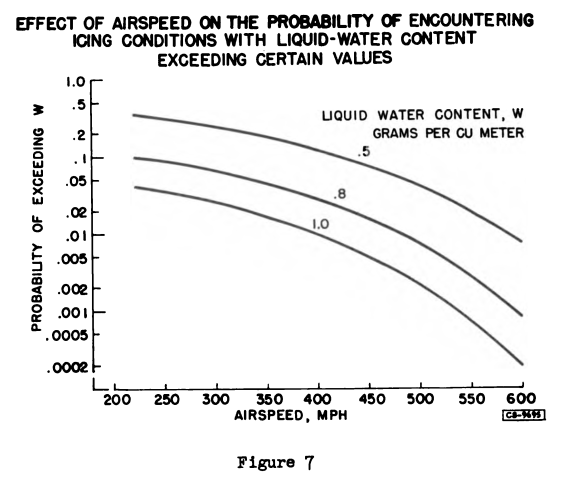 EFFECT OF AIRSPEED ON THE PROBABILITY OF ENCOUNTERING
ICING CONDITIONS WITH LIQUID-WATER CONTENT
EXCEEDING CERTAIN VALUES
PROBABILITY OF EXCEEDING W
1.0
.5
.2
.1
.05
.02
.01
.005
.002
.001
.0005
.0002
LIQUID WATER CONTENT, W
GRAMS PER CU METER
.5
.8
1.0
200 250 300 350 400 450 500 550 600
AIRSPEED, MPH
CS-9695
Figure 7